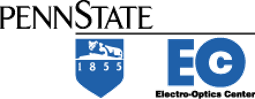 PENNSTATE
1855
EC
Electro-Optics Center